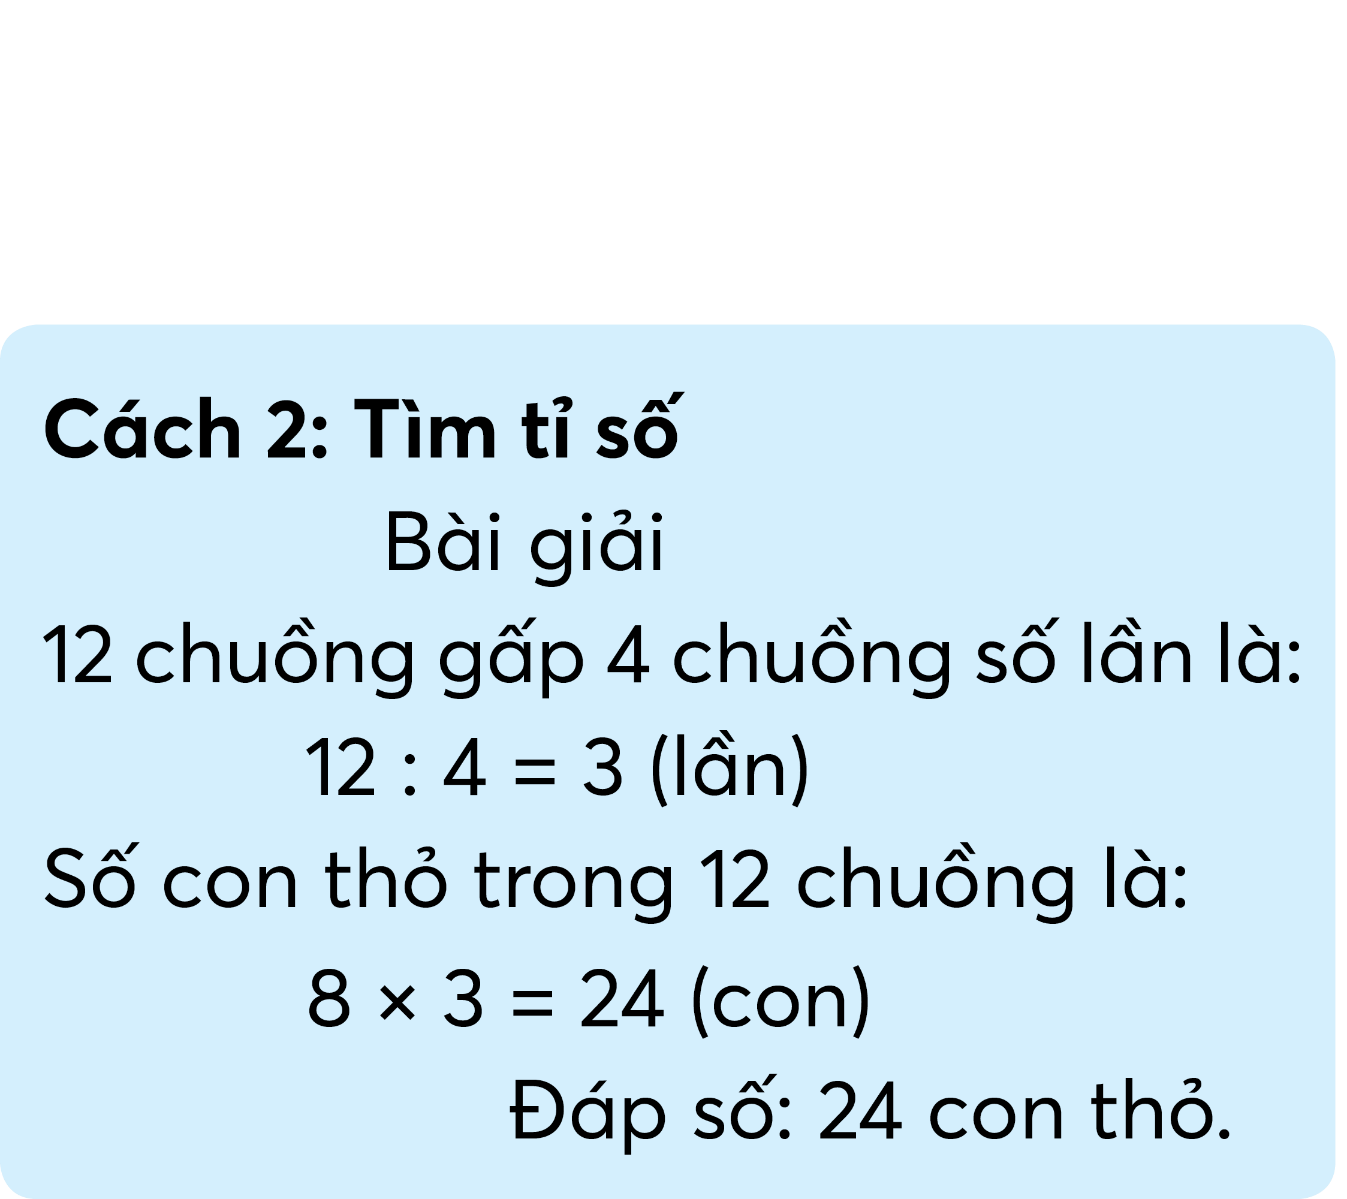 Cách 2: Tìm tỉ số
Bài giải
12 chuồng gấp 4 chuồng số lần là:
12 : 4 = 3 (lần)
Số con thỏ trong 12 chuồng là:
8 × 3 = 24 (con)
Đáp số: 24 con thỏ.